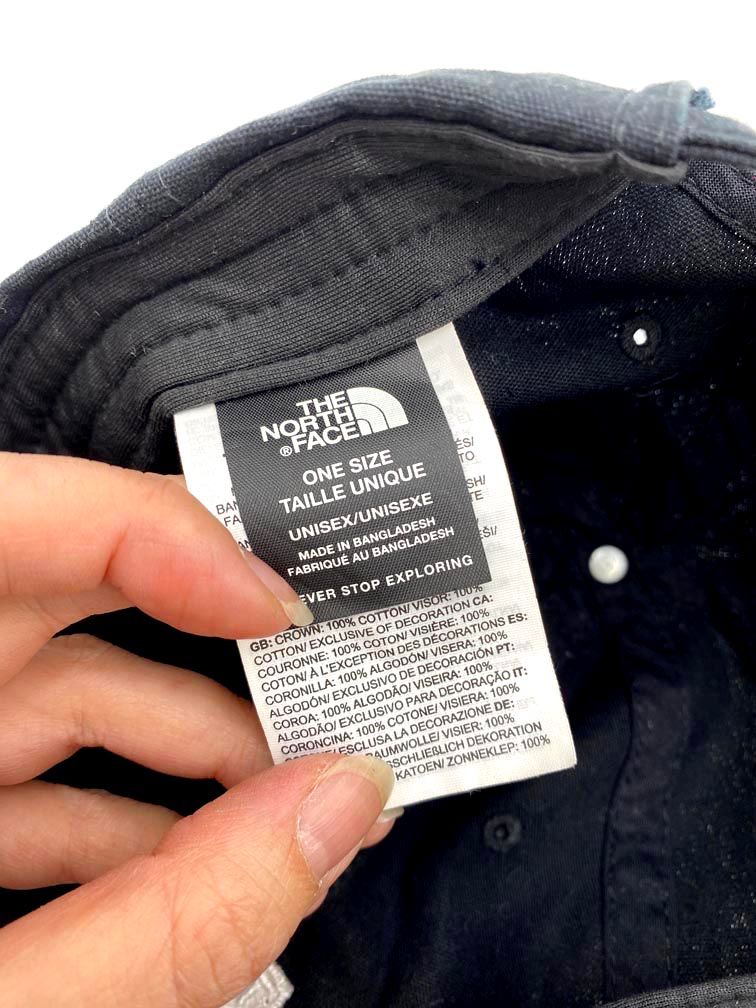 THE
NORTH
®FACE
ONE SIZE
TAILLE UNIQUE
UNISEX/UNISEXE
MADE IN BANGLADESH
FABRIQUÉ AU BANGLADESH
EVER STOP EXPLORING
GB: CROWN: 100% COTTON/ VISOR: 100%
COTTON/ EXCLUSIVE OF DECORATION CA:
COURONNE: 100% COTON/ VISIÈRE: 100%
COTON/ À L'EXCEPTION DES DÉCORATIONS ES:
CORONILLA: 100% ALGODÓN/ VISERA: 100%
ALGODÓN/ EXCLUSIVO DE DECORACIÓN PT:
COROA: 100% ALGODÃO/ VISEIRA: 100%
ALGODÃO/ EXCLUSIVO PARA DECORAÇÃO IT:
CORONCINA: 100% COTONE/ VISIERA: 100%
ESCLUSA LA DECORAZIONE DE:
BAUMWOLLE/ VISIER: 100%
SSCHLIEßLICH DEKORATION
KATOEN/ ZONNEKLEP: 100%